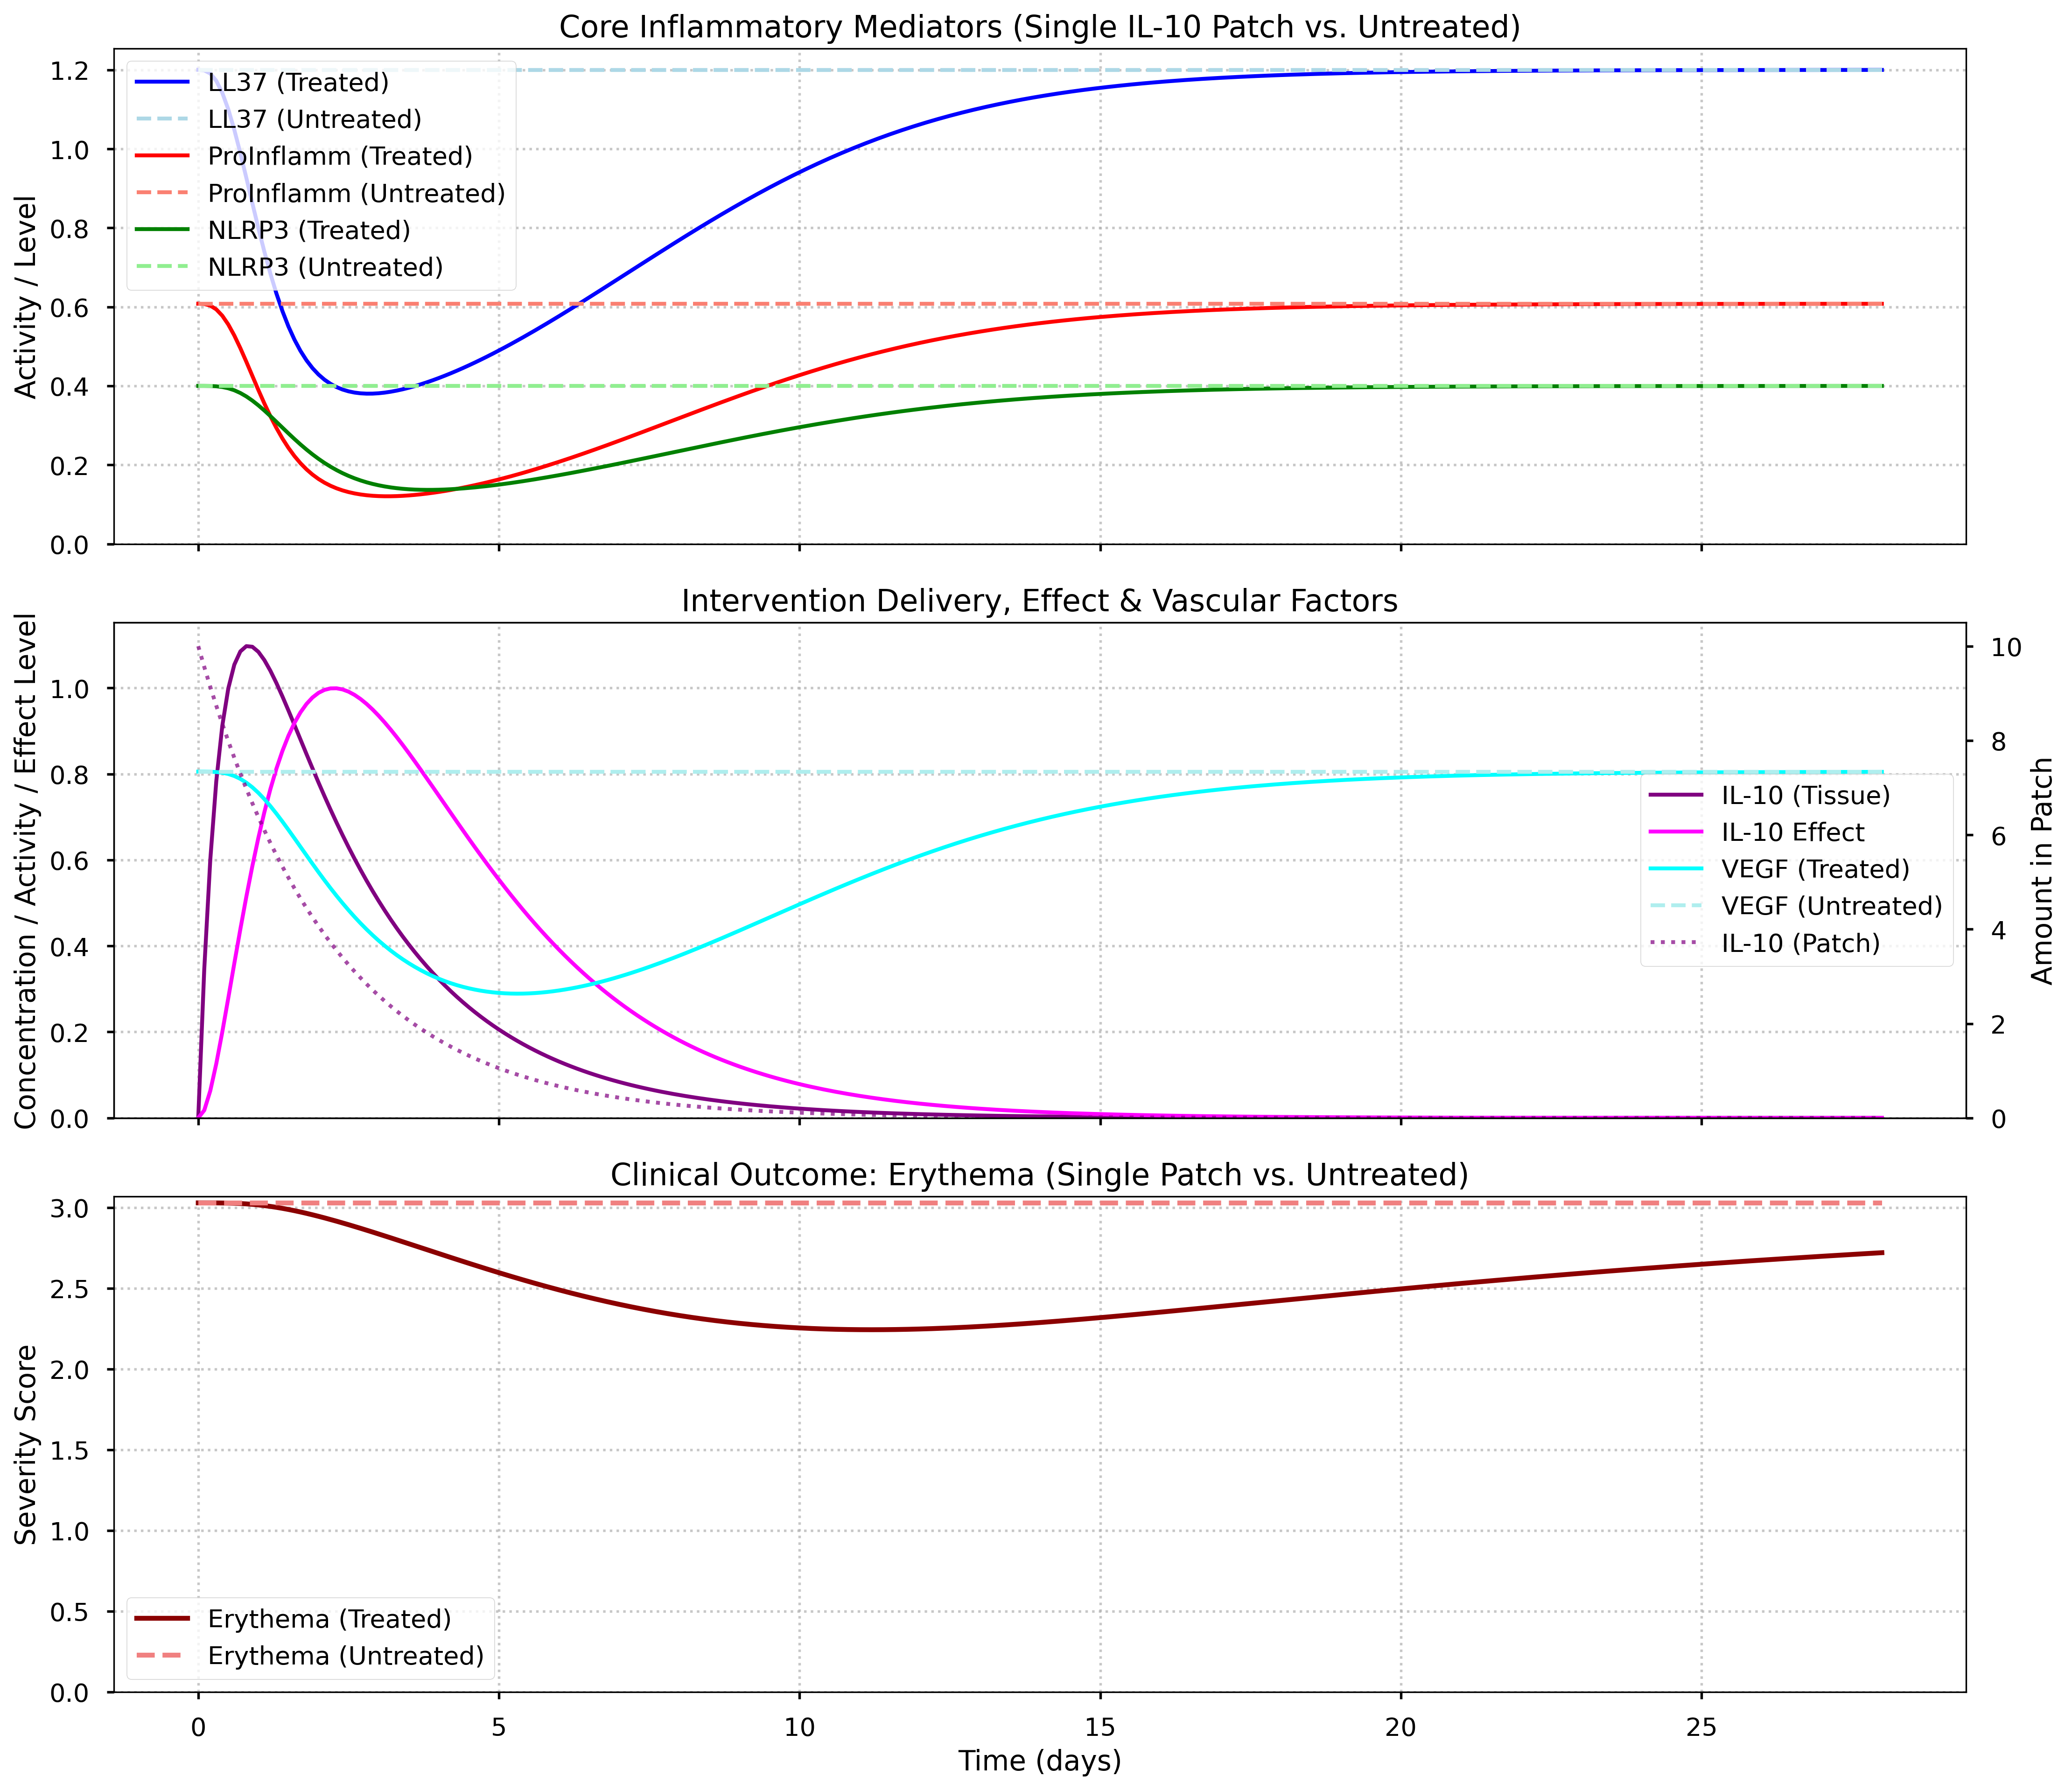 Core Inflammatory Mediators (Single IL-10 Patch vs. Untreated)
Activity / Level
1.2
1.0
0.8
0.6
0.4
0.2
0.0
LL37 (Treated)
LL37 (Untreated)
ProInflamm (Treated)
ProInflamm (Untreated)
NLRP3 (Treated)
NLRP3 (Untreated)
Intervention Delivery, Effect & Vascular Factors
Concentration / Activity / Effect Level
1.0
0.8
0.6
0.4
0.2
0.0
IL-10 (Tissue)
IL-10 Effect
VEGF (Treated)
VEGF (Untreated)
IL-10 (Patch)
10
8
6
4
2
0
Amount in Patch
Clinical Outcome: Erythema (Single Patch vs. Untreated)
Severity Score
3.0
2.5
2.0
1.5
1.0
0.5
0.0
Erythema (Treated)
Erythema (Untreated)
0 5 10 15 20 25
Time (days)